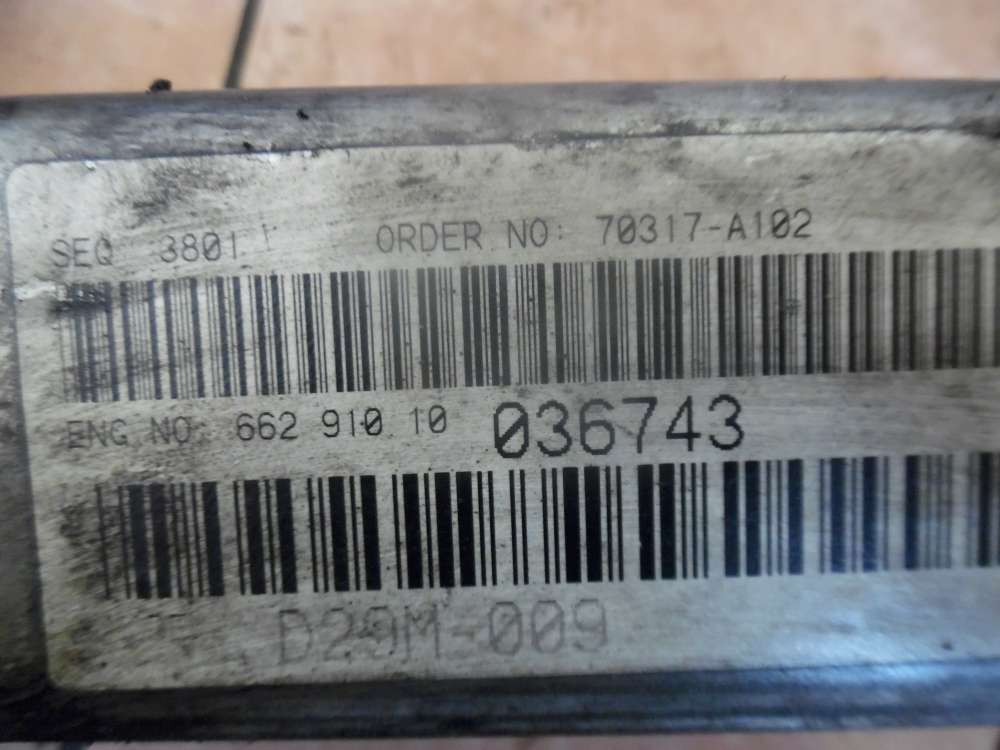 SEQ 3801 ORDER NO: 70317-A102
ENG NO: 662 910 10 036743
D29M-009